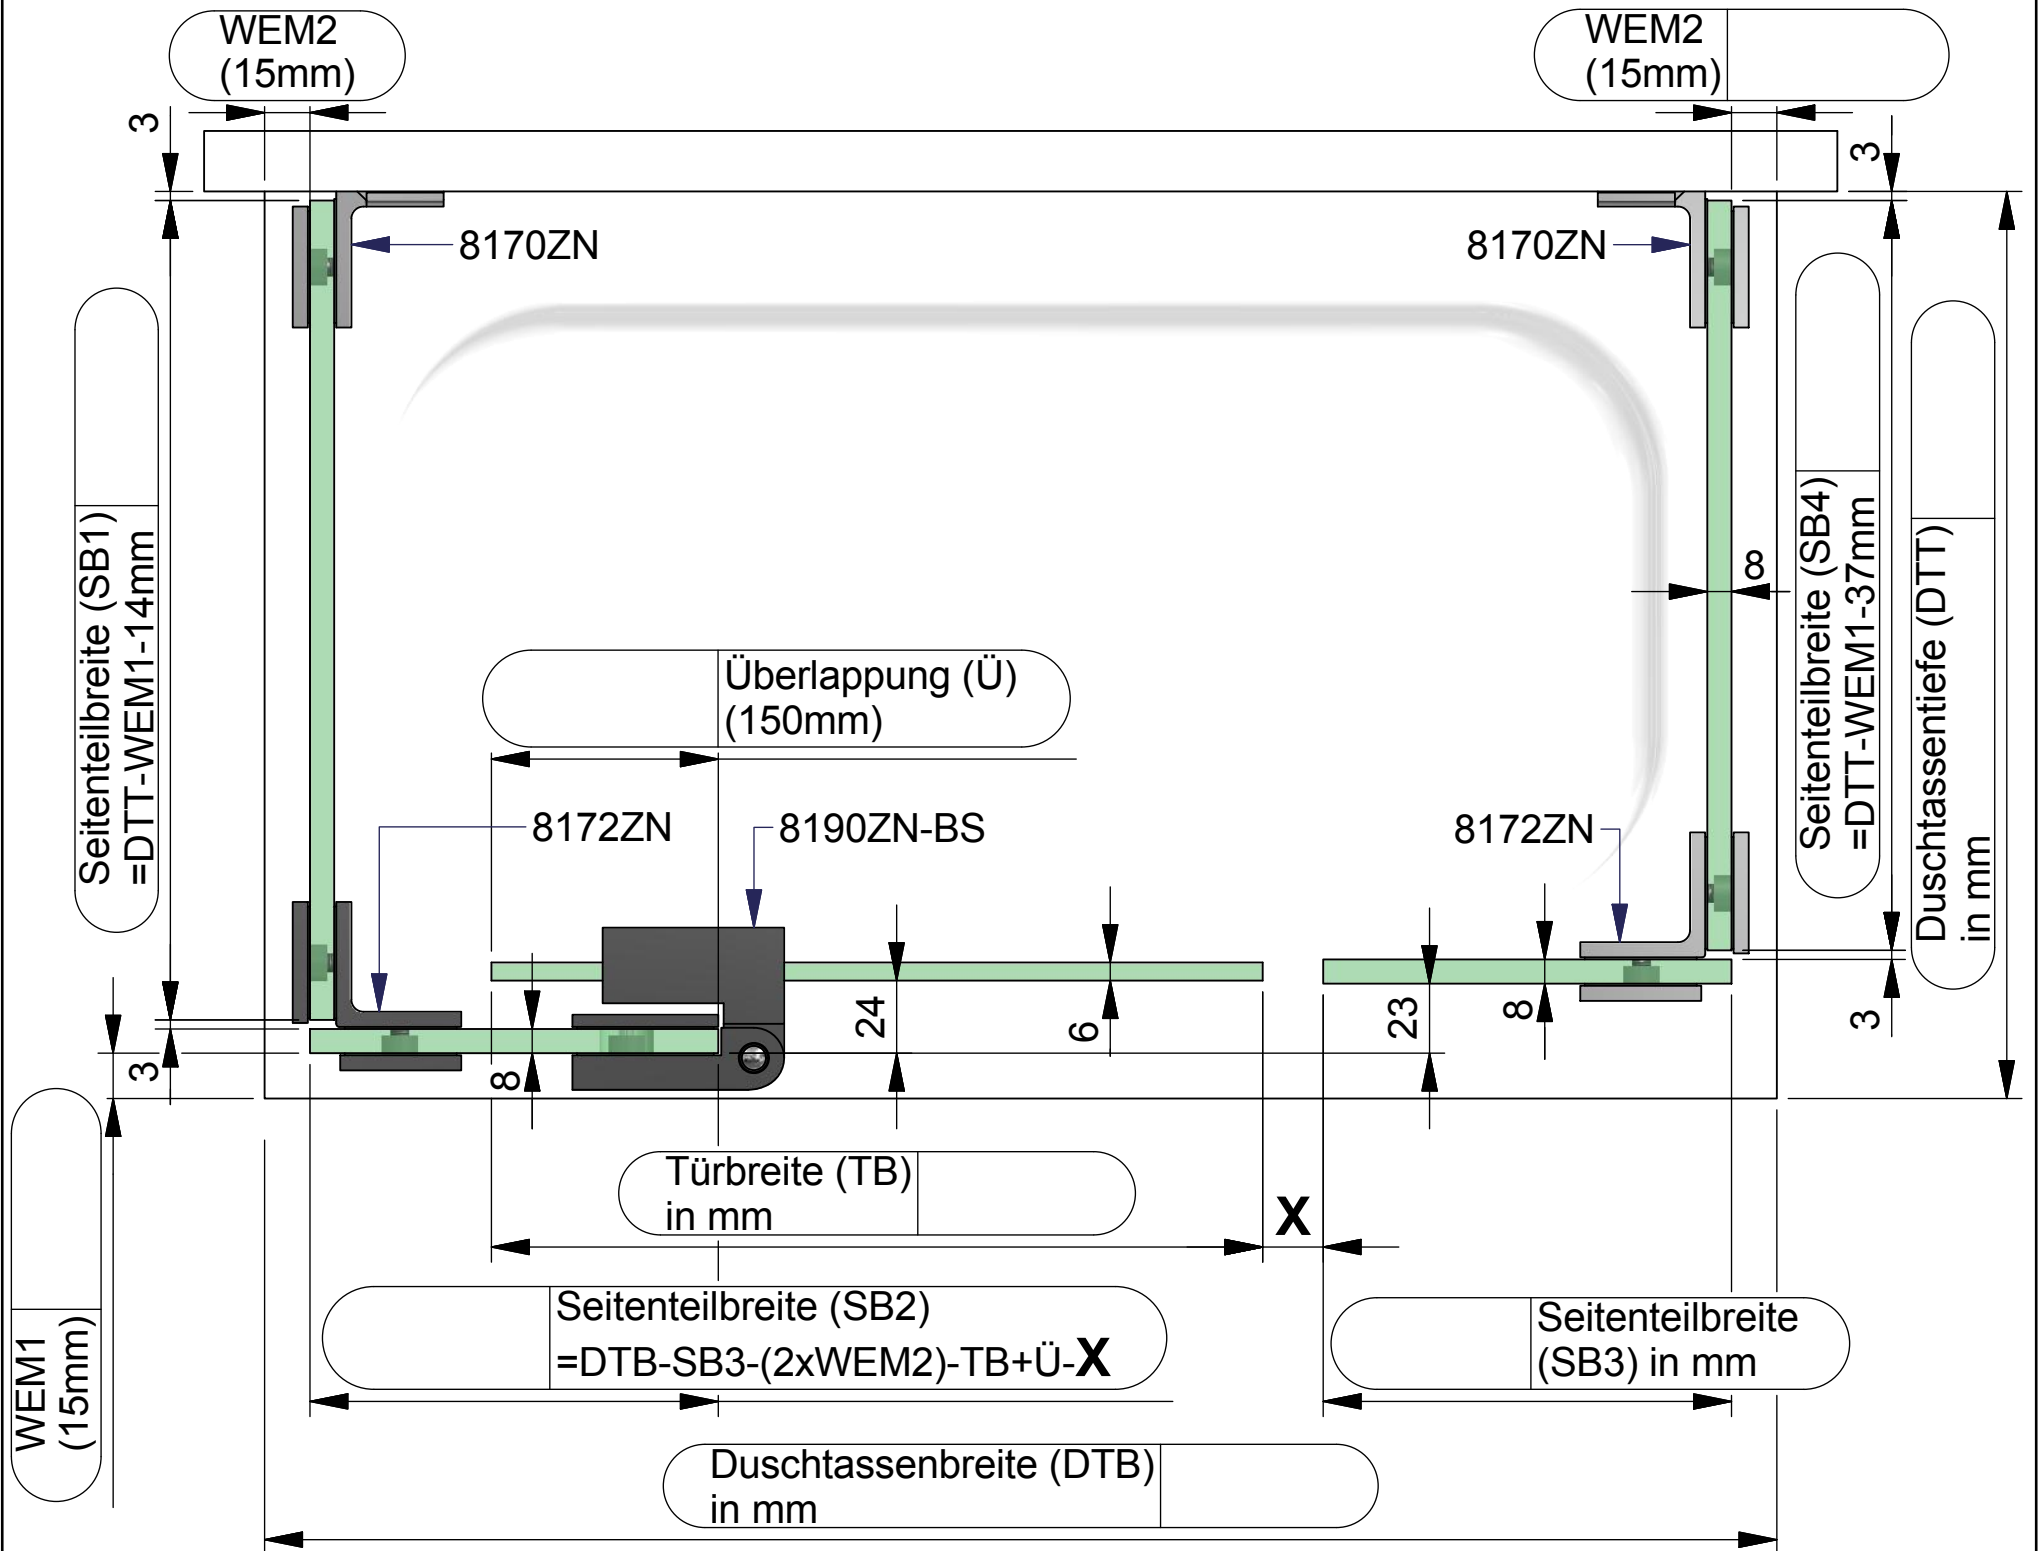 WEM2
(15mm)
WEM2
(15mm)
3
3
8170ZN
8170ZN
Seitenteilbreite (SB1)
=DTT-WEM1-14mm
Seitenteilbreite (SB4)
=DTT-WEM1-37mm
Duschtassentiefe (DTT)
in mm
8
Überlappung (Ü)
(150mm)
8172ZN
8190ZN-BS
8172ZN
24
6
23
8
3
3
8
WEM1
(15mm)
Türbreite (TB)
in mm
X
Seitenteilbreite (SB2)
=DTB-SB3-(2xWEM2)-TB+Ü-X
Seitenteilbreite
(SB3) in mm
Duschtassenbreite (DTB)
in mm